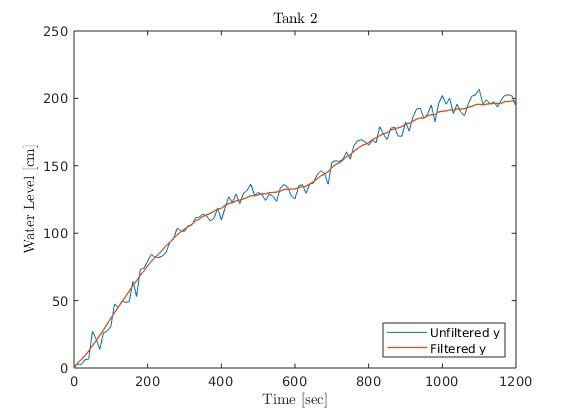 Tank 2
250
200
150
100
50
0
Water Level [cm]
Unfiltered y
Filtered y
0 200 400 600 800 1000 1200
Time [sec]